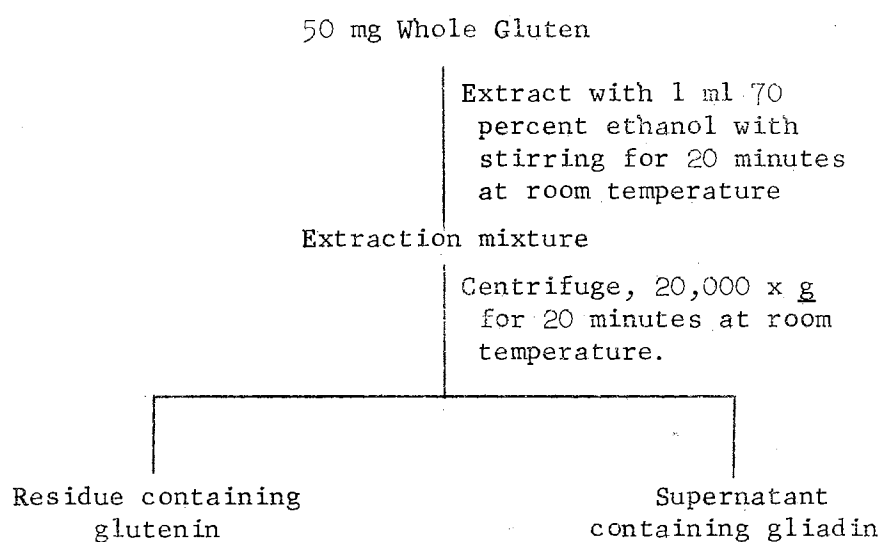 50 mg Whole Gluten
Extract with 1 ml 70
percent ethanol with
stirring for 20 minutes
at room temperature
Extraction mixture
Centrifuge, 20,000 x g
for 20 minutes at room
temperature.
Residue containing
glutenin
Supernatant
containing gliadin